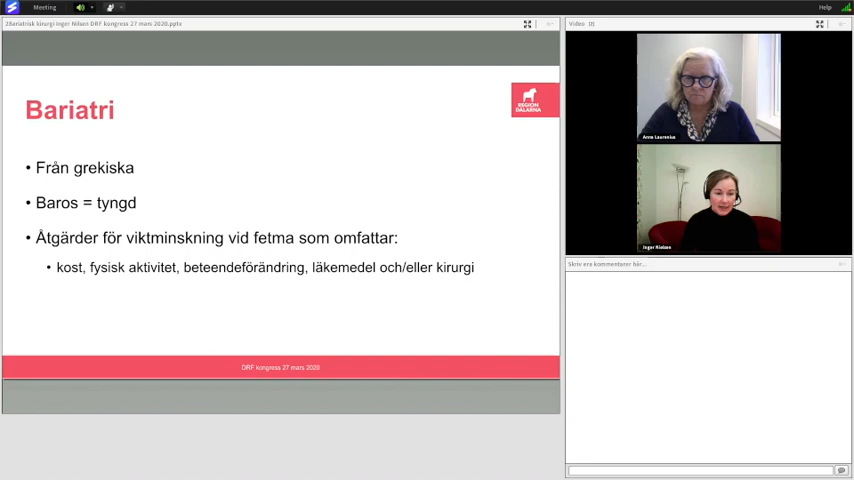 Meeting
Help
2Bariatrisk kirurgi Inger Nilsen DRF kongress 27 mars 2020.pptx
Bariatri
REGION
DALARNA
• Från grekiska
• Baros = tyngd
• Åtgärder för viktminskning vid fetma som omfattar:
• kost, fysisk aktivitet, beteendeförändring, läkemedel och/eller kirurgi
DRF kongress 27 mars 2020
Video
Anna Laurenius
Inger Nielsen
Skriv era kommentarer här...